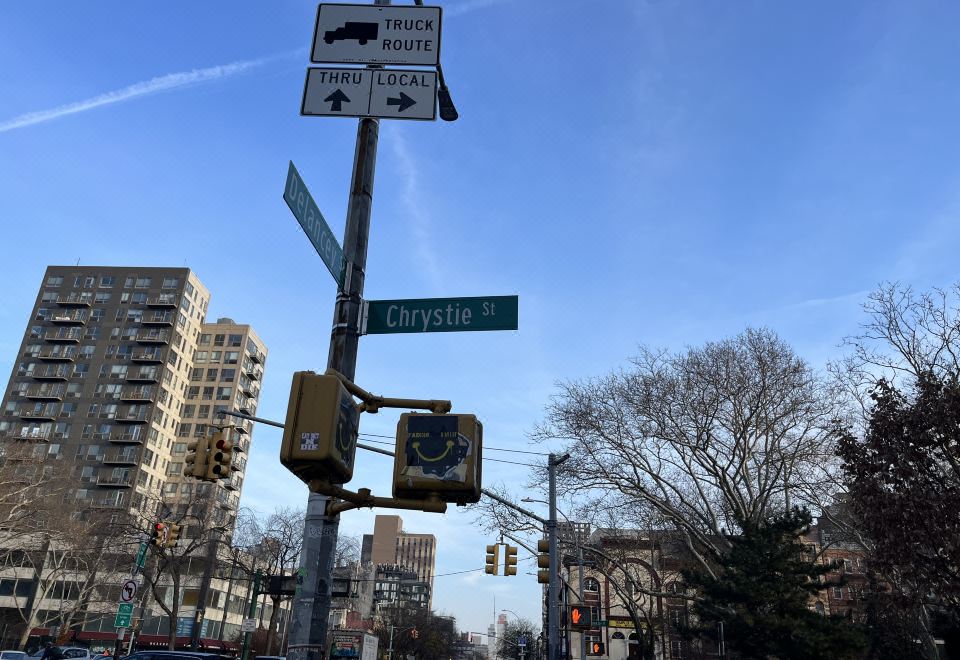 TRUCK
ROUTE
THRU
LOCAL
Delancey
Chrystie St